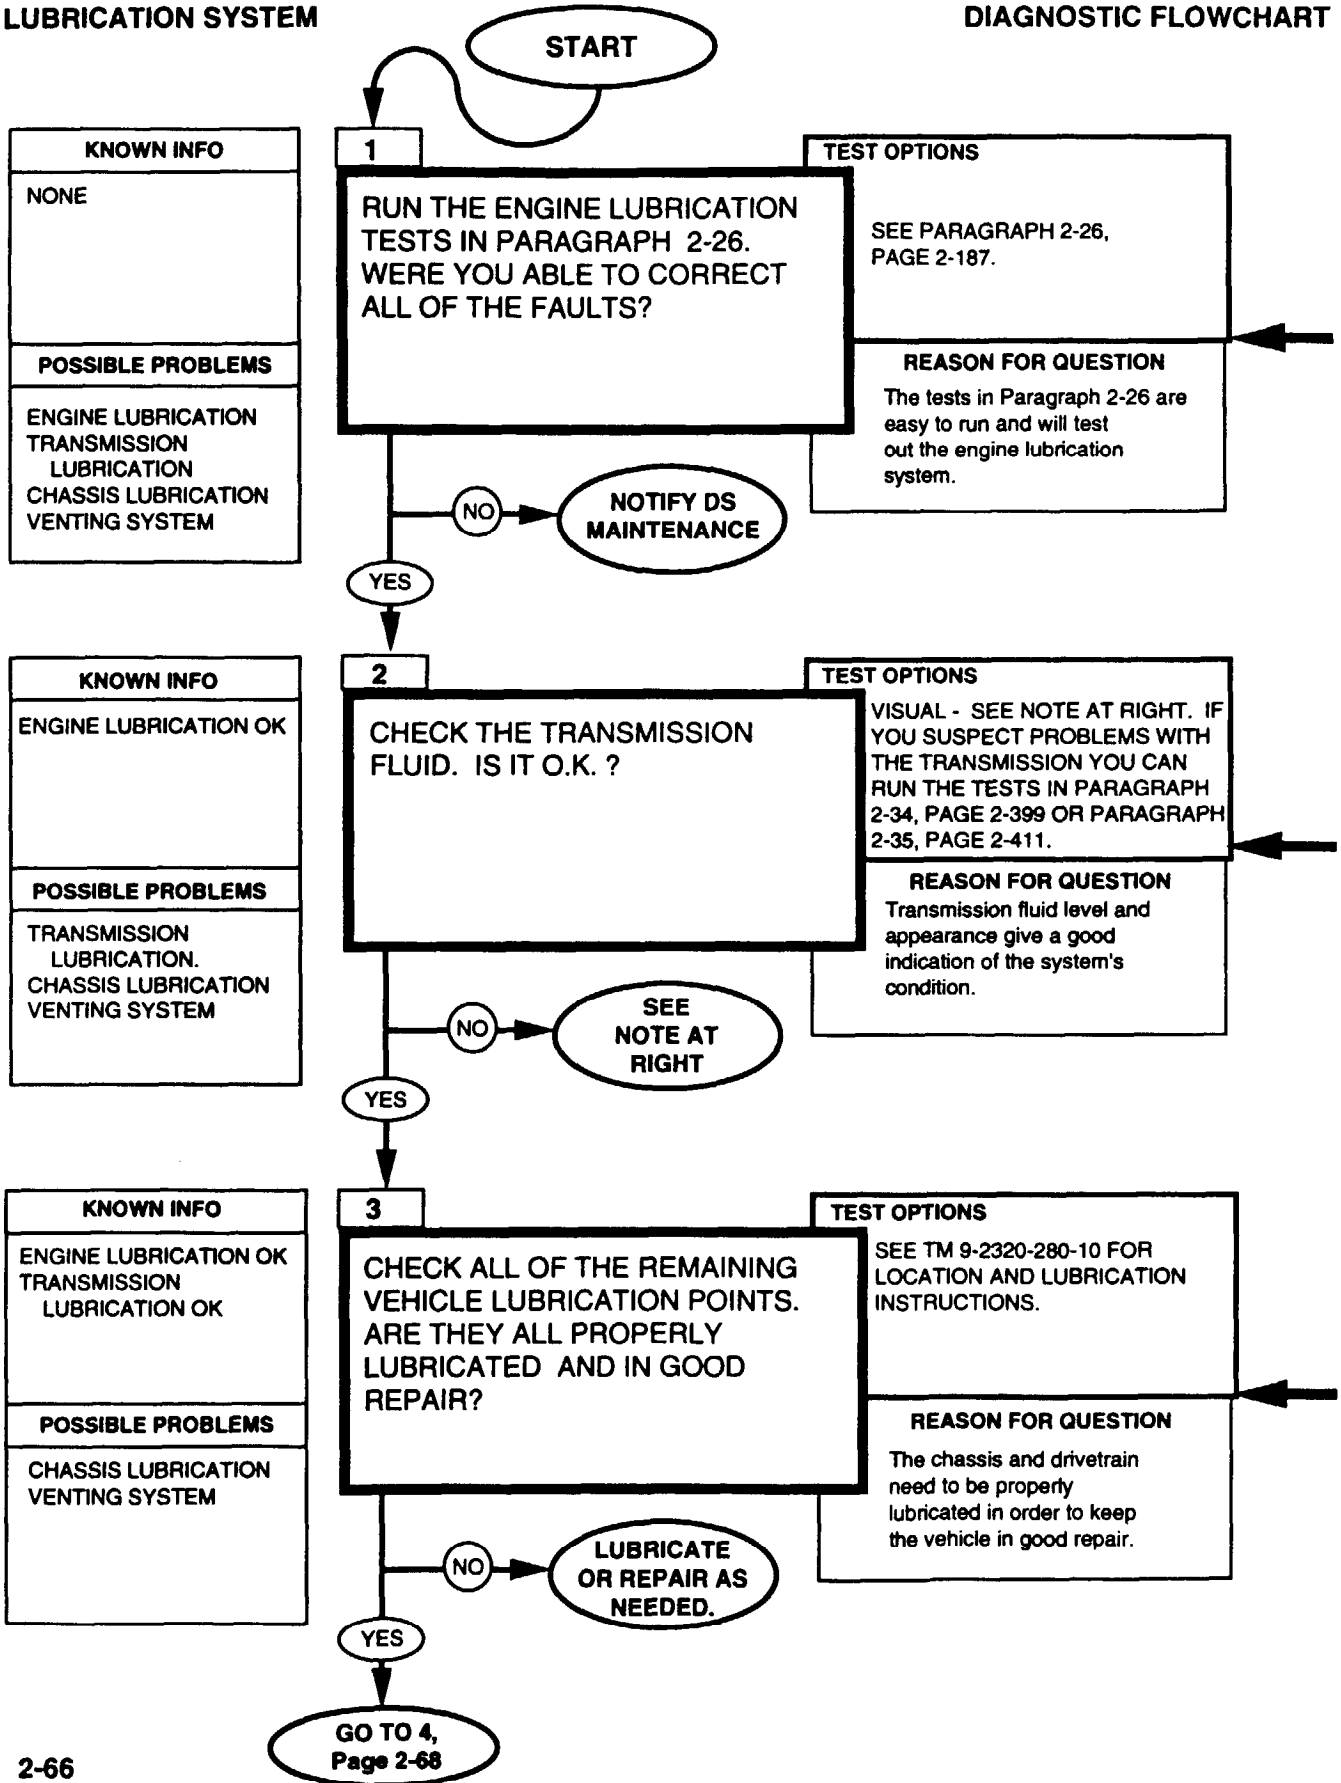 LUBRICATION SYSTEM
DIAGNOSTIC FLOWCHART
START
KNOWN INFO
NONE
POSSIBLE PROBLEMS
ENGINE LUBRICATION
TRANSMISSION
LUBRICATION
CHASSIS LUBRICATION
VENTING SYSTEM
1
RUN THE ENGINE LUBRICATION
TESTS IN PARAGRAPH 2-26.
WERE YOU ABLE TO CORRECT
ALL OF THE FAULTS?
TEST OPTIONS
SEE PARAGRAPH 2-26,
PAGE 2-187.
REASON FOR QUESTION
The tests in Paragraph 2-26 are
easy to run and will test
out the engine lubrication
system.
NO
NOTIFY DS
MAINTENANCE
YES
KNOWN INFO
ENGINE LUBRICATION OK
POSSIBLE PROBLEMS
TRANSMISSION
LUBRICATION.
CHASSIS LUBRICATION
VENTING SYSTEM
2
CHECK THE TRANSMISSION
FLUID. IS IT O.K. ?
TEST OPTIONS
VISUAL - SEE NOTE AT RIGHT. IF
YOU SUSPECT PROBLEMS WITH
THE TRANSMISSION YOU CAN
RUN THE TESTS IN PARAGRAPH
2-34, PAGE 2-399 OR PARAGRAPH
2-35, PAGE 2-411.
REASON FOR QUESTION
Transmission fluid level and
appearance give a good
indication of the system's
condition.
NO
SEE
NOTE AT
RIGHT
YES
KNOWN INFO
ENGINE LUBRICATION OK
TRANSMISSION
LUBRICATION OK
POSSIBLE PROBLEMS
CHASSIS LUBRICATION
VENTING SYSTEM
3
CHECK ALL OF THE REMAINING
VEHICLE LUBRICATION POINTS.
ARE THEY ALL PROPERLY
LUBRICATED AND IN GOOD
REPAIR?
TEST OPTIONS
SEE TM 9-2320-280-10 FOR
LOCATION AND LUBRICATION
INSTRUCTIONS.
REASON FOR QUESTION
The chassis and drivetrain
need to be properly
lubricated in order to keep
the vehicle in good repair.
NO
LUBRICATE
OR REPAIR AS
NEEDED.
YES
GO TO 4,
Page 2-68
2-66